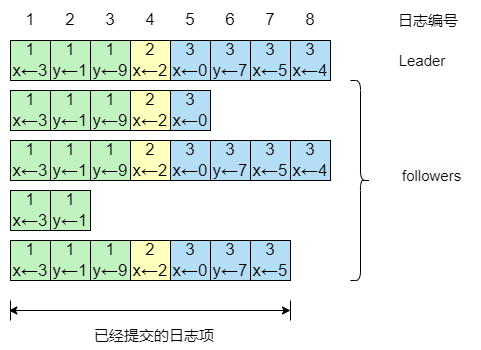 1 2 3 4 5 6 7 8 日志编号
1 1 1 2 3 3 3 3
x←3 y←1 y←9 x←2 x←0 y←7 x←5 x←4 Leader
1 1 1 2 3
x←3 y←1 y←9 x←2 x←0
1 1 1 2 3 3 3 3
x←3 y←1 y←9 x←2 x←0 y←7 x←5 x←4
followers
1 1
x←3 y←1
1 1 1 2 3 3 3
x←3 y←1 y←9 x←2 x←0 y←7 x←5
已经提交的日志项